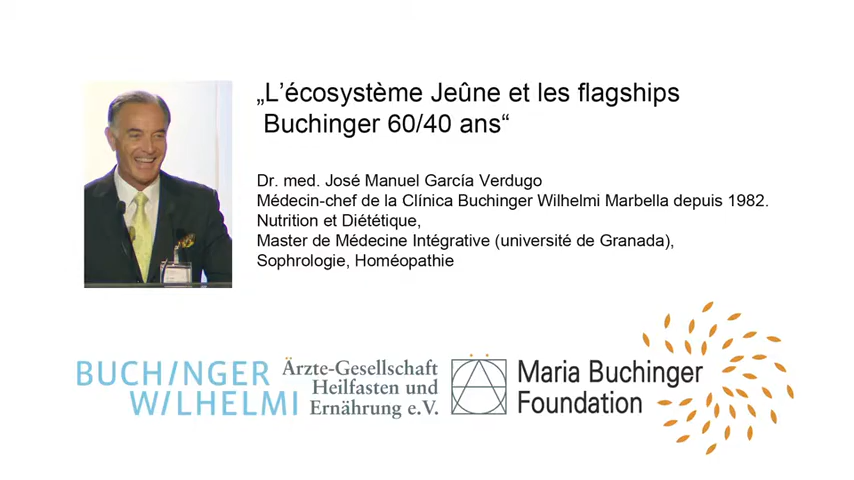 „L’écosystème Jeûne et les flagships
Buchinger 60/40 ans“
Dr. med. José Manuel García Verdugo
Médecin-chef de la Clínica Buchinger Wilhelmi Marbella depuis 1982.
Nutrition et Diététique,
Master de Médecine Intégrative (université de Granada),
Sophrologie, Homéopathie
BUCHINGER
WILHELMI
Ärzte-Gesellschaft
Heilfasten und
Ernährung e.V.
Maria Buchinger
Foundation